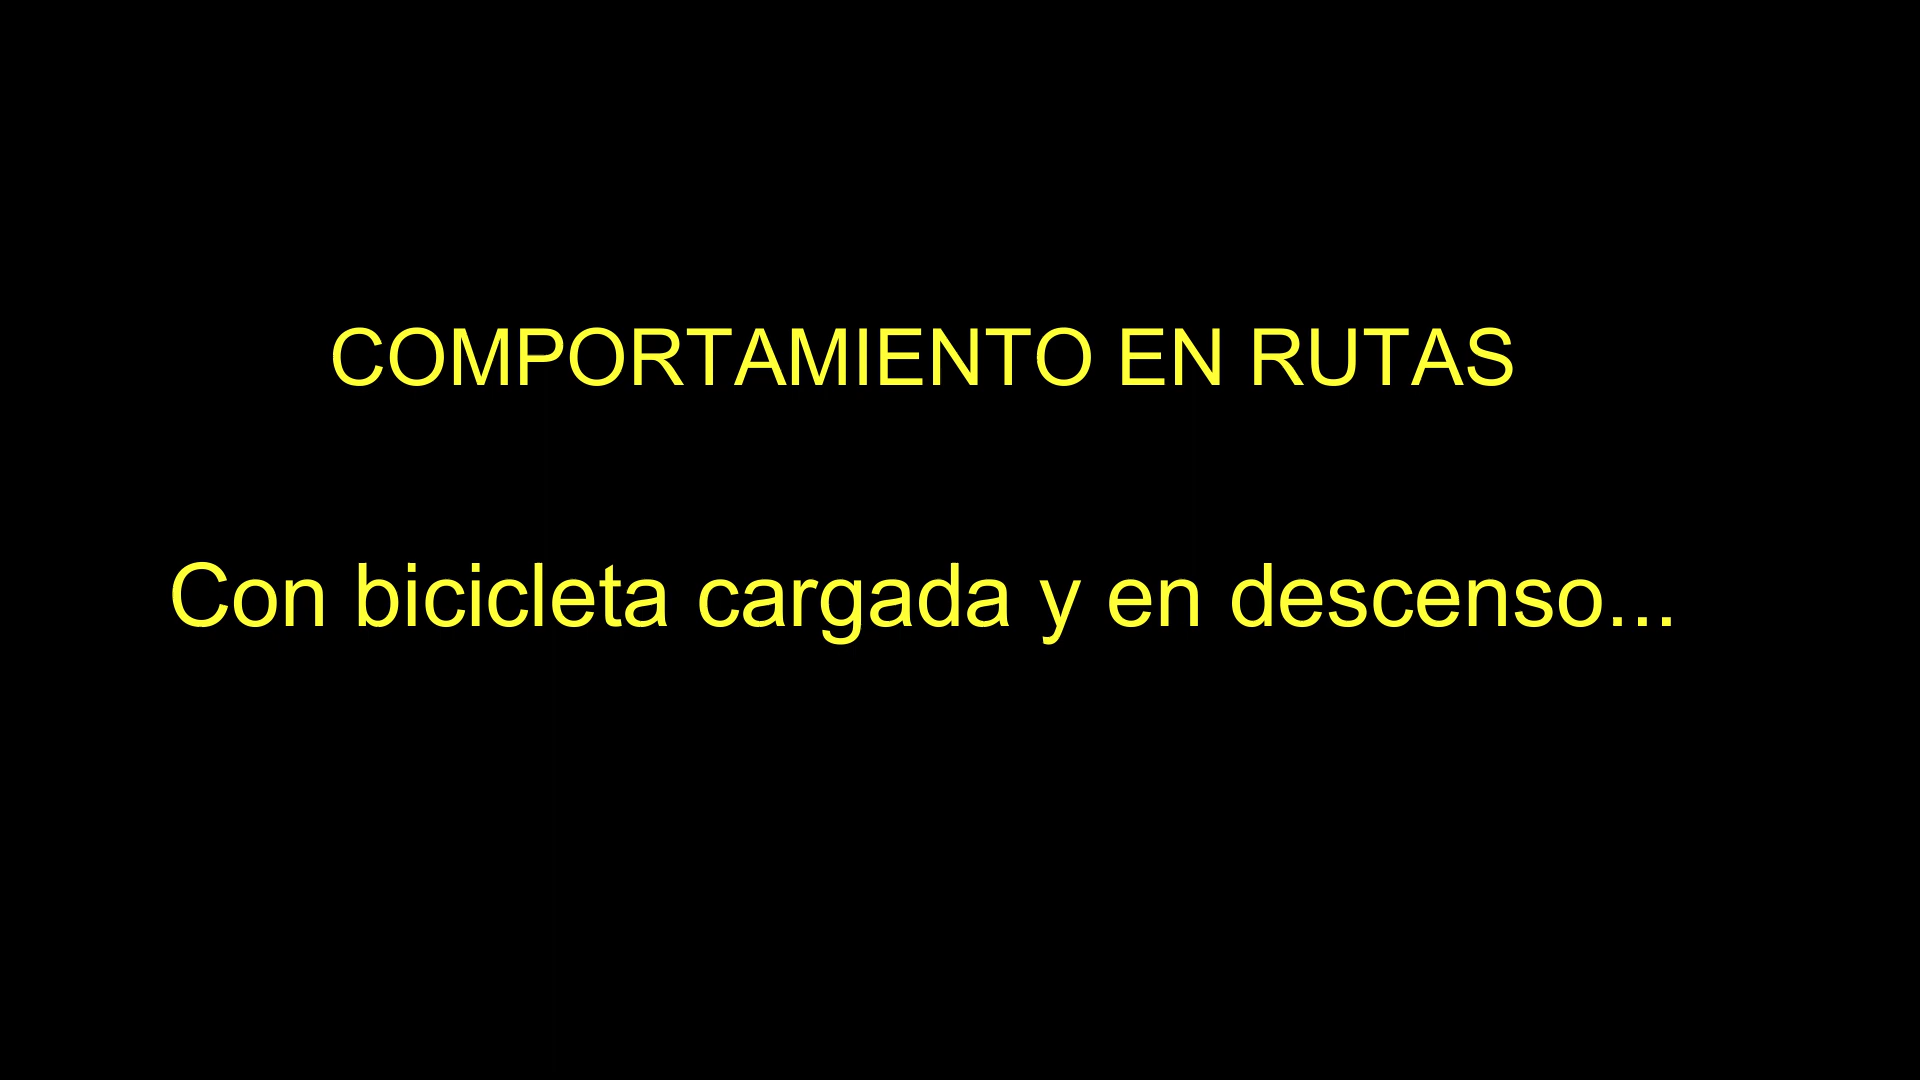 COMPORTAMIENTO EN RUTAS
Con bicicleta cargada y en descenso...